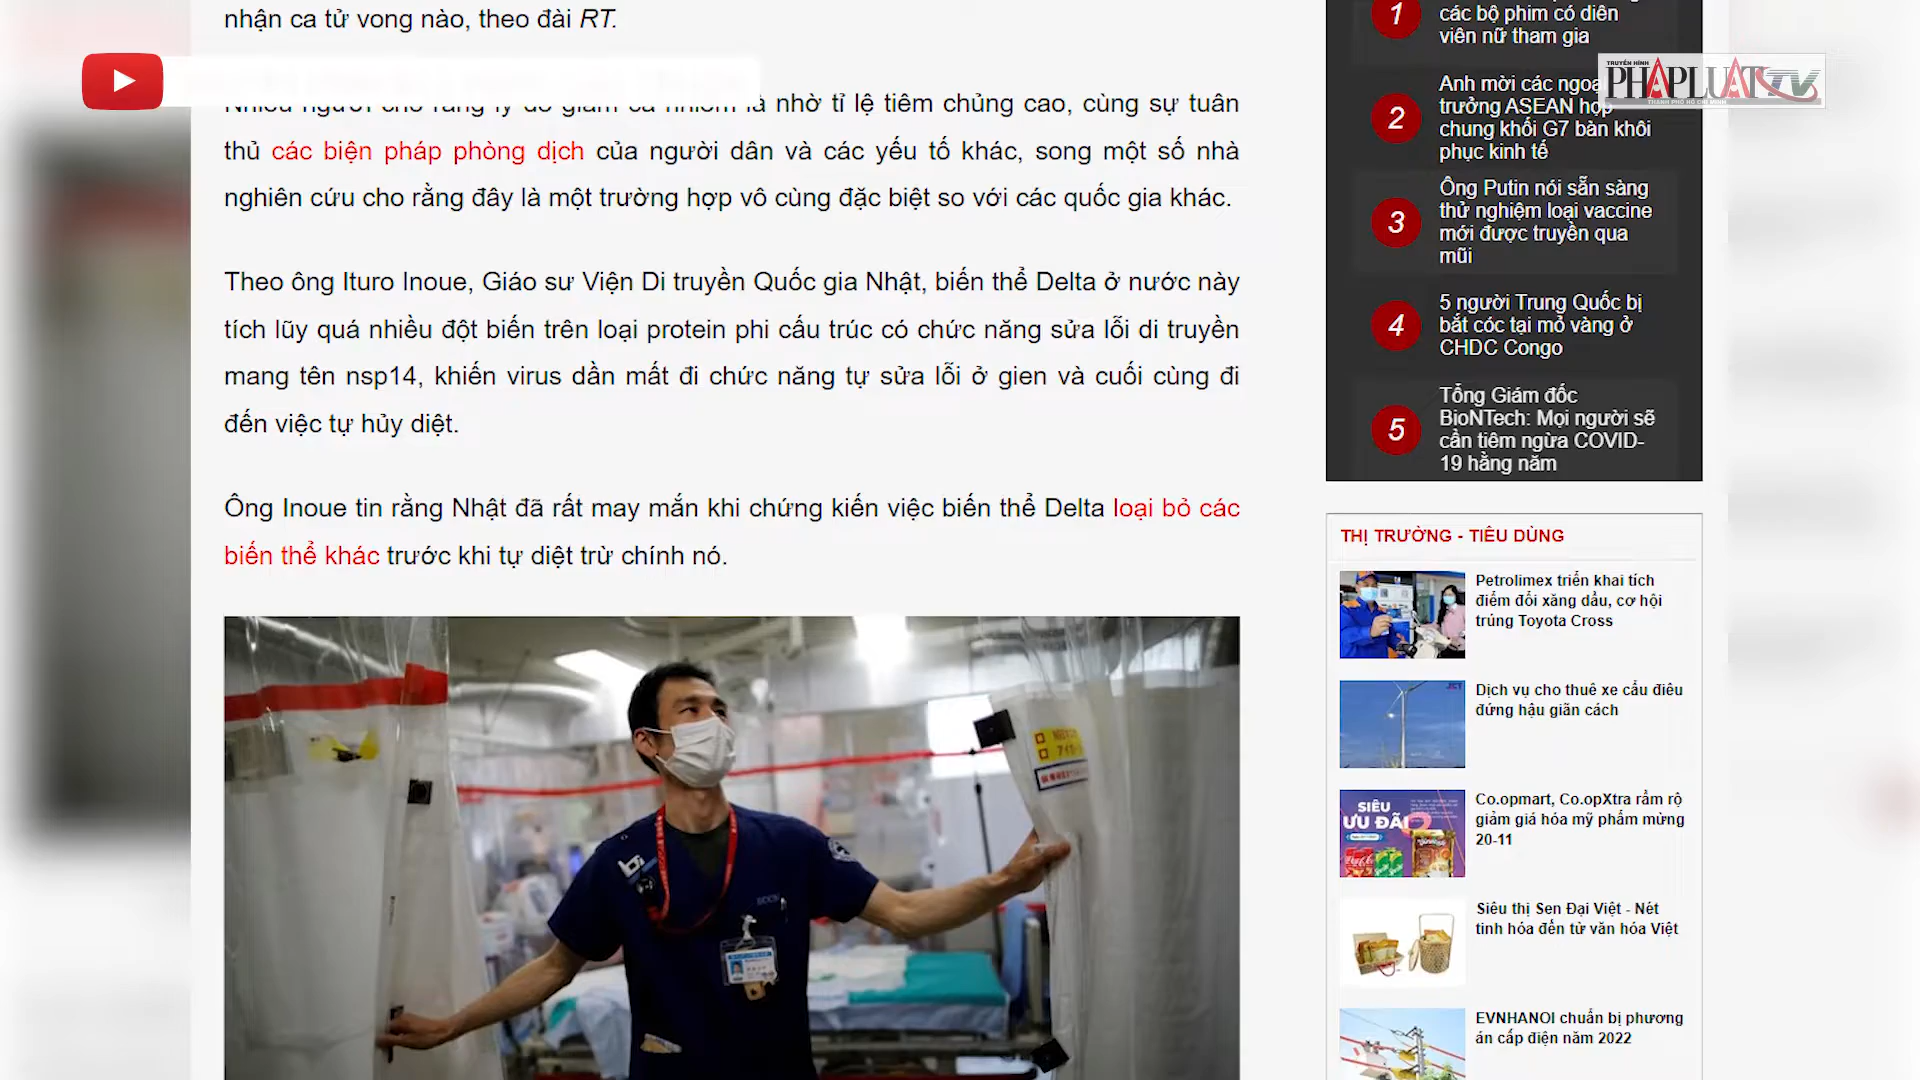 nhận ca tử vong nào, theo đài RT.
là nhờ tỉ lệ tiêm chủng cao, cùng sự tuân
thủ các biện pháp phòng dịch của người dân và các yếu tố khác, song một số nhà
nghiên cứu cho rằng đây là một trường hợp vô cùng đặc biệt so với các quốc gia khác.
Theo ông Ituro Inoue, Giáo sư Viện Di truyền Quốc gia Nhật, biến thể Delta ở nước này
tích lũy quá nhiều đột biến trên loại protein phi cấu trúc có chức năng sửa lỗi di truyền
mang tên nsp14, khiến virus dần mất đi chức năng tự sửa lỗi ở gien và cuối cùng đi
đến việc tự hủy diệt.
Ông Inoue tin rằng Nhật đã rất may mắn khi chứng kiến việc biến thể Delta loại bỏ các
biến thể khác trước khi tự diệt trừ chính nó.
1
các bộ phim có diên
viên nữ tham gia
TRUYỀN HÌNH
PHÁPLUẬTTV
THÀNH PHỐ HỒ CHÍ MINH
2
Anh mời các ngoại
trưởng ASEAN họp
chung khối G7 bàn khôi
phục kinh tế
3
Ông Putin nói sẵn sàng
thử nghiệm loại vaccine
mới được truyền qua
mũi
4
5 người Trung Quốc bị
bắt cóc tại mỏ vàng ở
CHDC Congo
5
Tổng Giám đốc
BioNTech: Mọi người sẽ
cần tiêm ngừa COVID-
19 hằng năm
THỊ TRƯỜNG - TIÊU DÙNG
Petrolimex triển khai tích
điểm đổi xăng dầu, cơ hội
trúng Toyota Cross
Dịch vụ cho thuê xe cẩu điêu
đứng hậu giãn cách
SIÊU
ƯU ĐÃI
Co.opmart, Co.opXtra rầm rộ
giảm giá hóa mỹ phẩm mừng
20-11
Siêu thị Sen Đại Việt - Nét
tinh hóa đến từ văn hóa Việt
EVNHANOI chuẩn bị phương
án cấp điện năm 2022